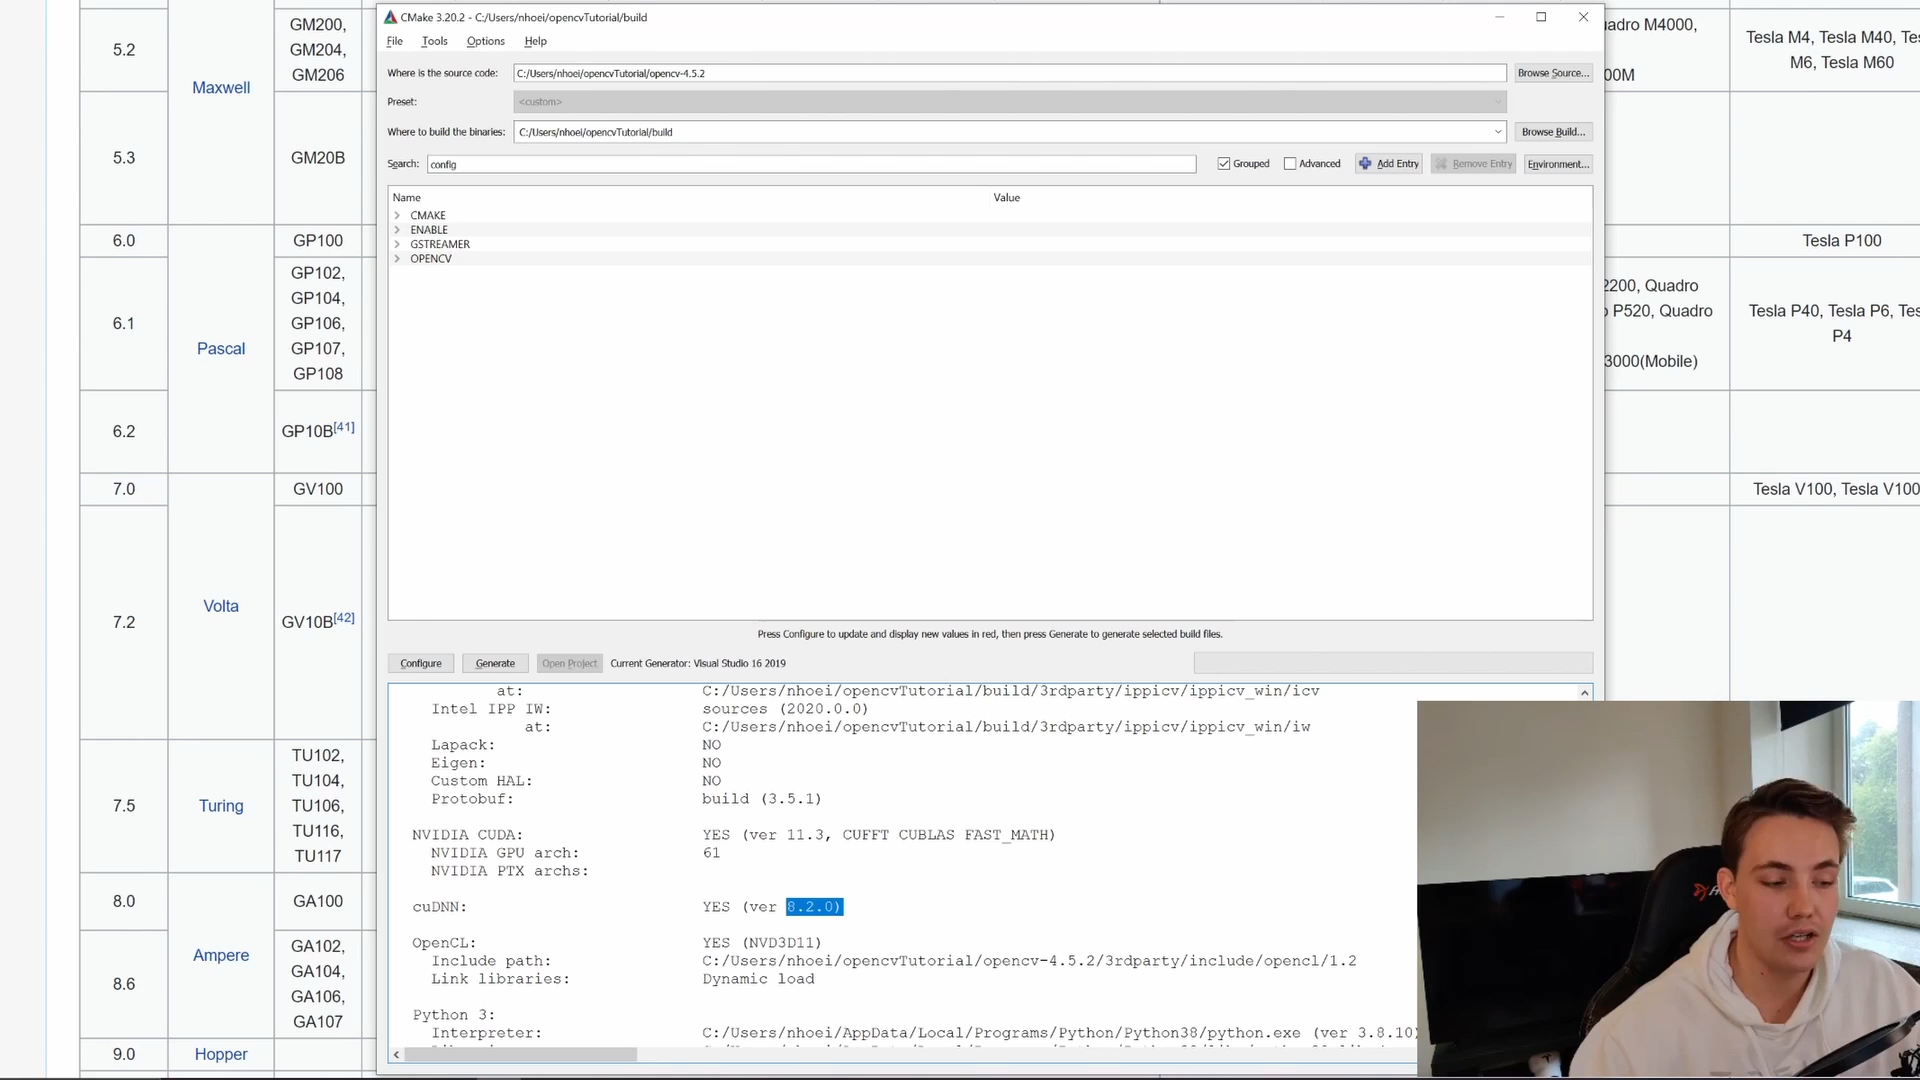 CMake 3.20.2 - C:/Users/nhoei/opencvTutorial/build
File Tools Options Help
Where is the source code: C:/Users/nhoei/opencvTutorial/opencv-4.5.2 Browse Source...
Preset: <custom>
Where to build the binaries: C:/Users/nhoei/opencvTutorial/build Browse Build...
Search: config Grouped Advanced Add Entry Remove Entry Environment...
Name Value
CMAKE
ENABLE
GSTREAMER
OPENCV
Press Configure to update and display new values in red, then press Generate to generate selected build files.
Configure Generate Open Project Current Generator: Visual Studio 16 2019
at: C:/Users/nhoei/opencvTutorial/build/3rdparty/ippicv/ippicv_win/icv
Intel IPP IW: sources (2020.0.0)
at: C:/Users/nhoei/opencvTutorial/build/3rdparty/ippicv/ippicv_win/iw
Lapack: NO
Eigen: NO
Custom HAL: NO
Protobuf: build (3.5.1)
NVIDIA CUDA: YES (ver 11.3, CUFFT CUBLAS FAST_MATH)
NVIDIA GPU arch: 61
NVIDIA PTX archs:
cuDNN: YES (ver 8.2.0)
OpenCL: YES (NVD3D11)
Include path: C:/Users/nhoei/opencvTutorial/opencv-4.5.2/3rdparty/include/opencl/1.2
Link libraries: Dynamic load
Python 3:
Interpreter: C:/Users/nhoei/AppData/Local/Programs/Python/Python38/python.exe (ver 3.8.10)
5.2
Maxwell
GM200,
GM204,
GM206
5.3
GM20B
6.0
GP100
6.1
Pascal
GP102,
GP104,
GP106,
GP107,
GP108
6.2
GP10B[41]
7.0
GV100
Volta
7.2
GV10B[42]
7.5
Turing
TU102,
TU104,
TU106,
TU116,
TU117
8.0
GA100
Ampere
8.6
GA102,
GA104,
GA106,
GA107
9.0
Hopper
M4000,
00M
Tesla M4, Tesla M40,
M6, Tesla M60
Tesla P100
2200, Quadro
P520, Quadro
3000(Mobile)
Tesla P40, Tesla P6,
P4
Tesla V100, Tesla V100